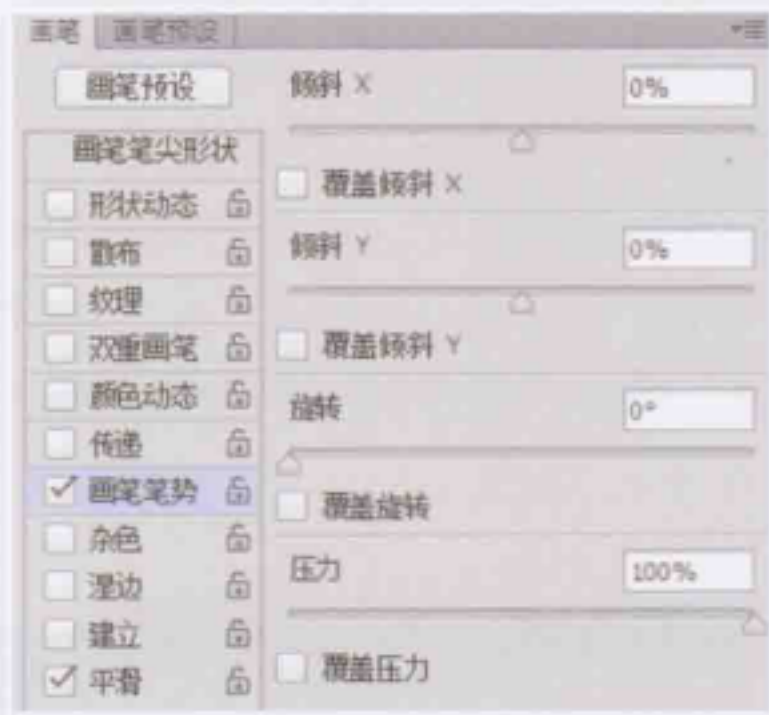 画笔 画笔预设
画笔预设
画笔笔尖形状
形状动态
散布
纹理
双重画笔
颜色动态
传递
画笔笔势
杂色
湿边
建立
平滑
倾斜 X 0%
覆盖倾斜 X
倾斜 Y 0%
覆盖倾斜 Y
旋转 0°
覆盖旋转
压力 100%
覆盖压力